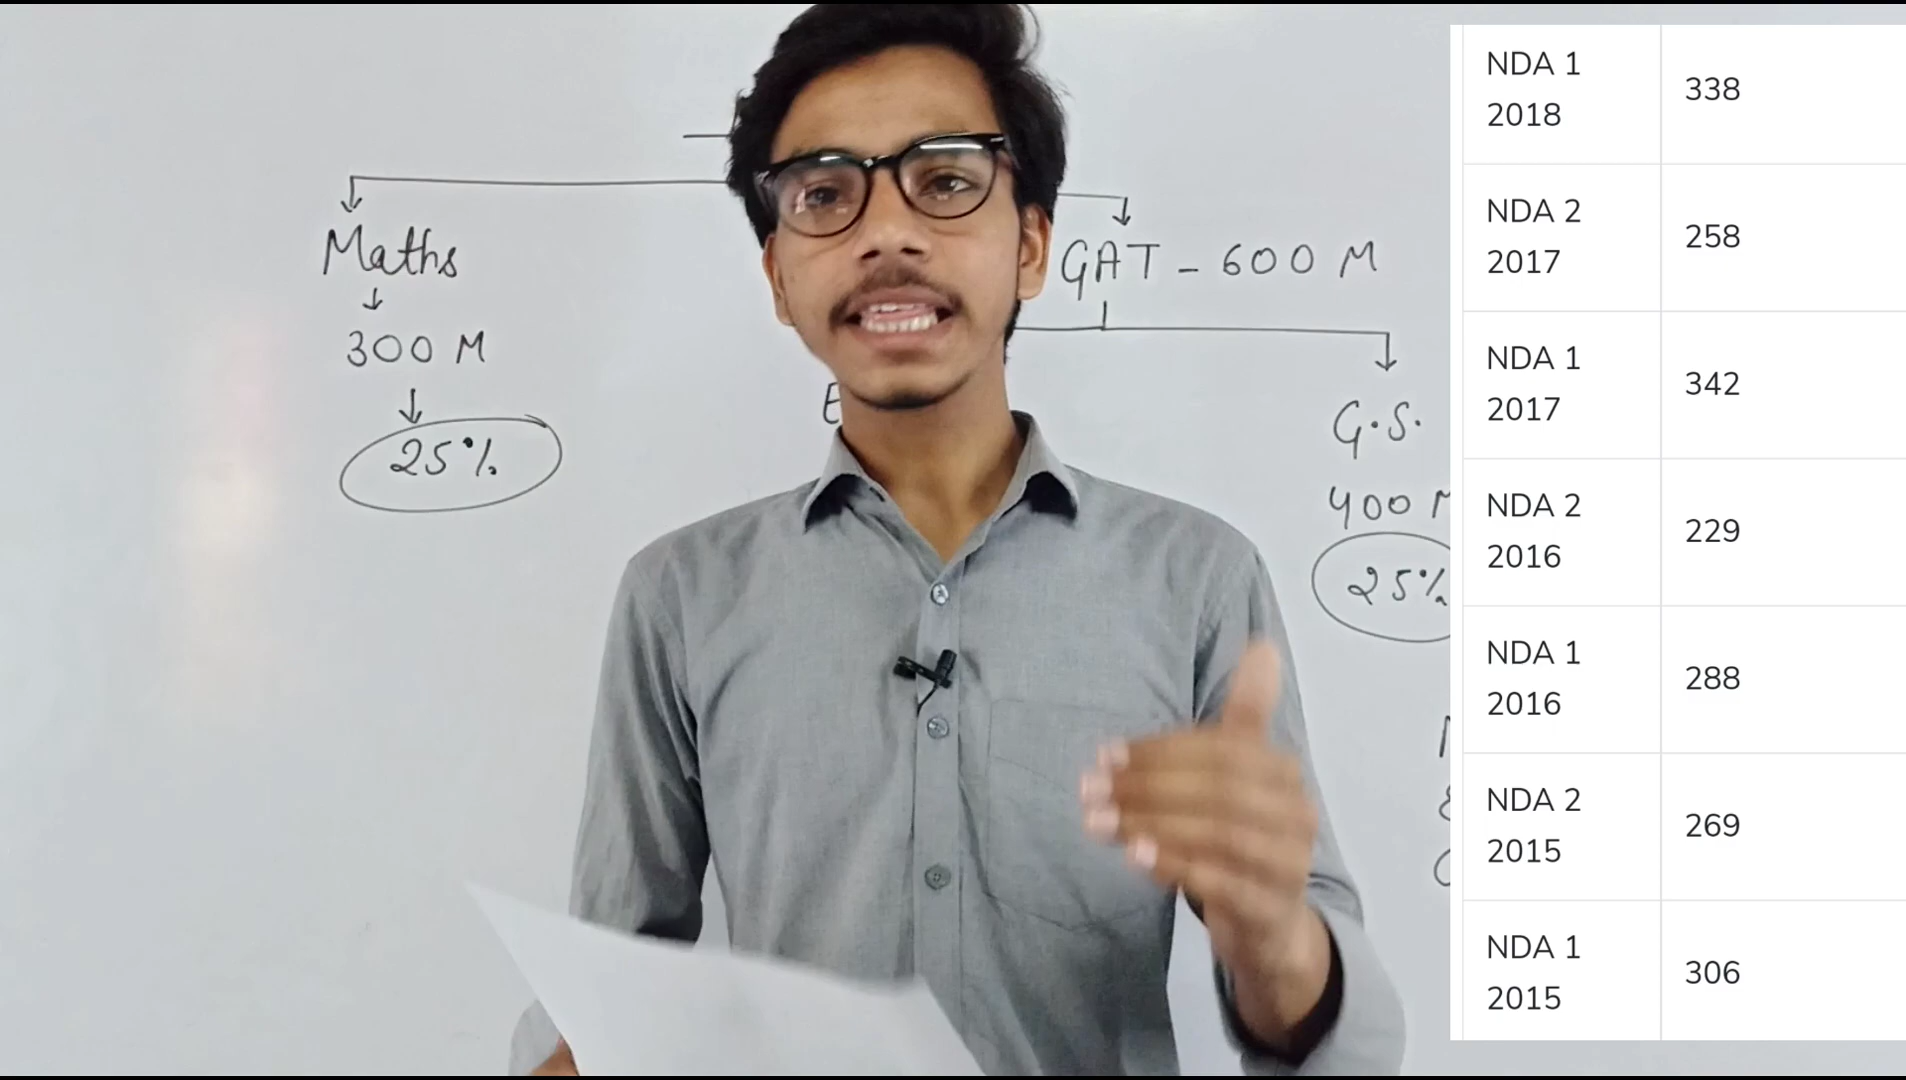 Maths
300 M
25%
GAT - 600 M
E
G.S.
400 M
25%
NDA 1
2018
338
NDA 2
2017
258
NDA 1
2017
342
NDA 2
2016
229
NDA 1
2016
288
NDA 2
2015
269
NDA 1
2015
306